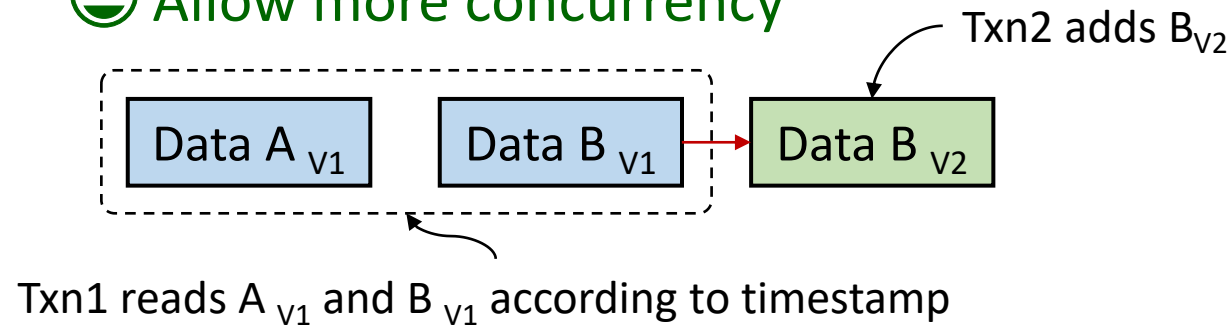 Allow more concurrency
Txn2 adds B_V2
Data A V1
Data B V1
Data B V2
Txn1 reads A V1 and B V1 according to timestamp